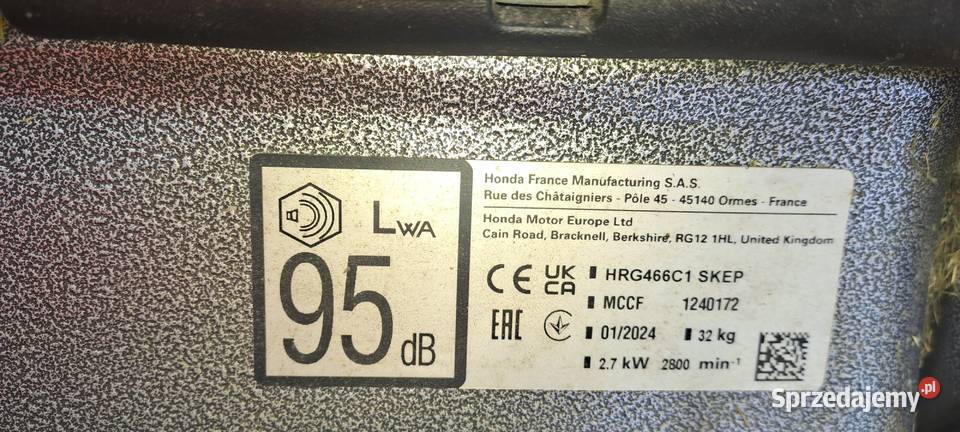 LWA
95 dB
Honda France Manufacturing S.A.S.
Rue des Châtaigniers - Pôle 45 - 45140 Ormes - France
Honda Motor Europe Ltd
Cain Road, Bracknell, Berkshire, RG12 1HL, United Kingdom
CE UK CA HRG466C1 SKEP
MCCF 1240172
EAC 01/2024 32 kg
2.7 kW 2800 min⁻¹
Sprzedajemy.pl